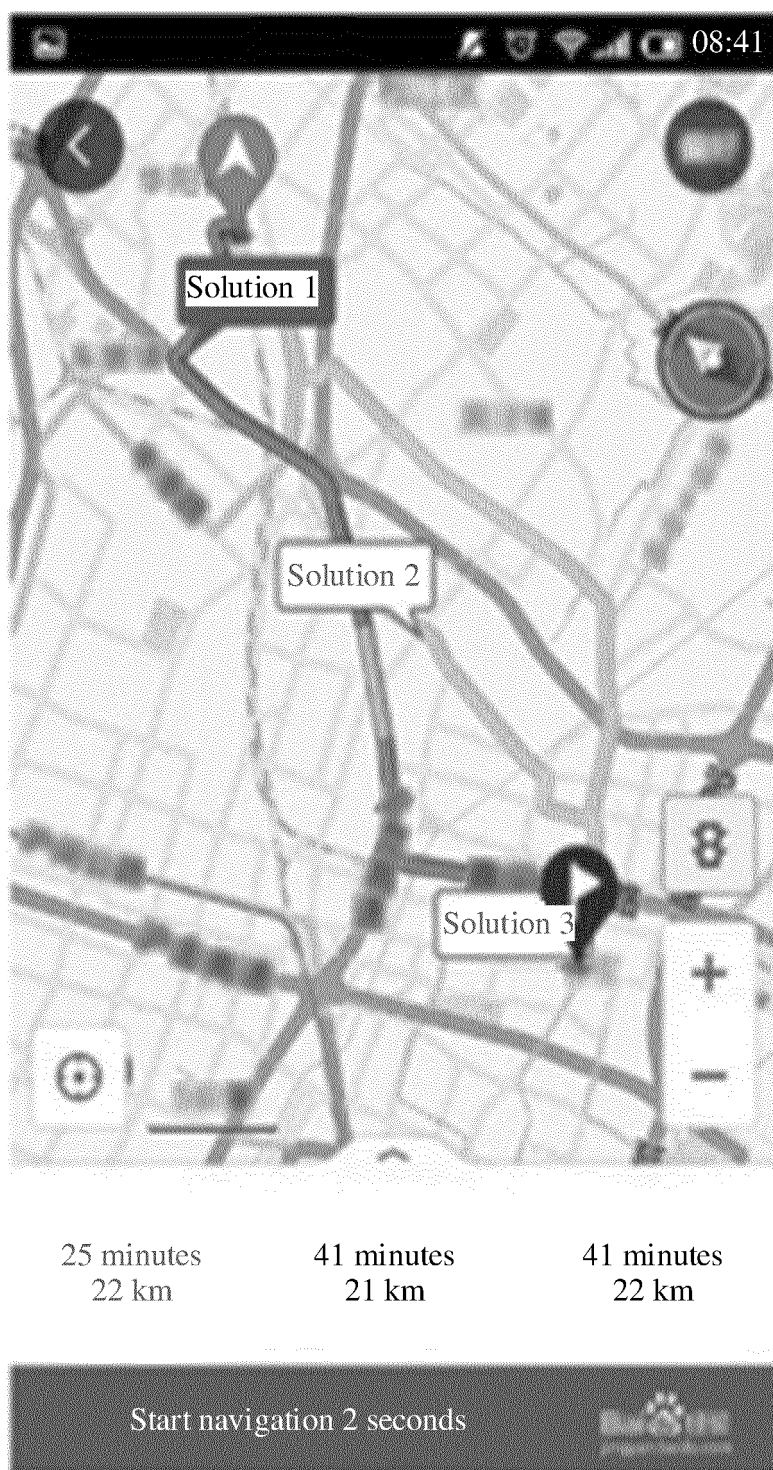 08:41
Solution 1
Solution 2
8
Solution 3
25 minutes
22 km
41 minutes
21 km
41 minutes
22 km
Start navigation 2 seconds